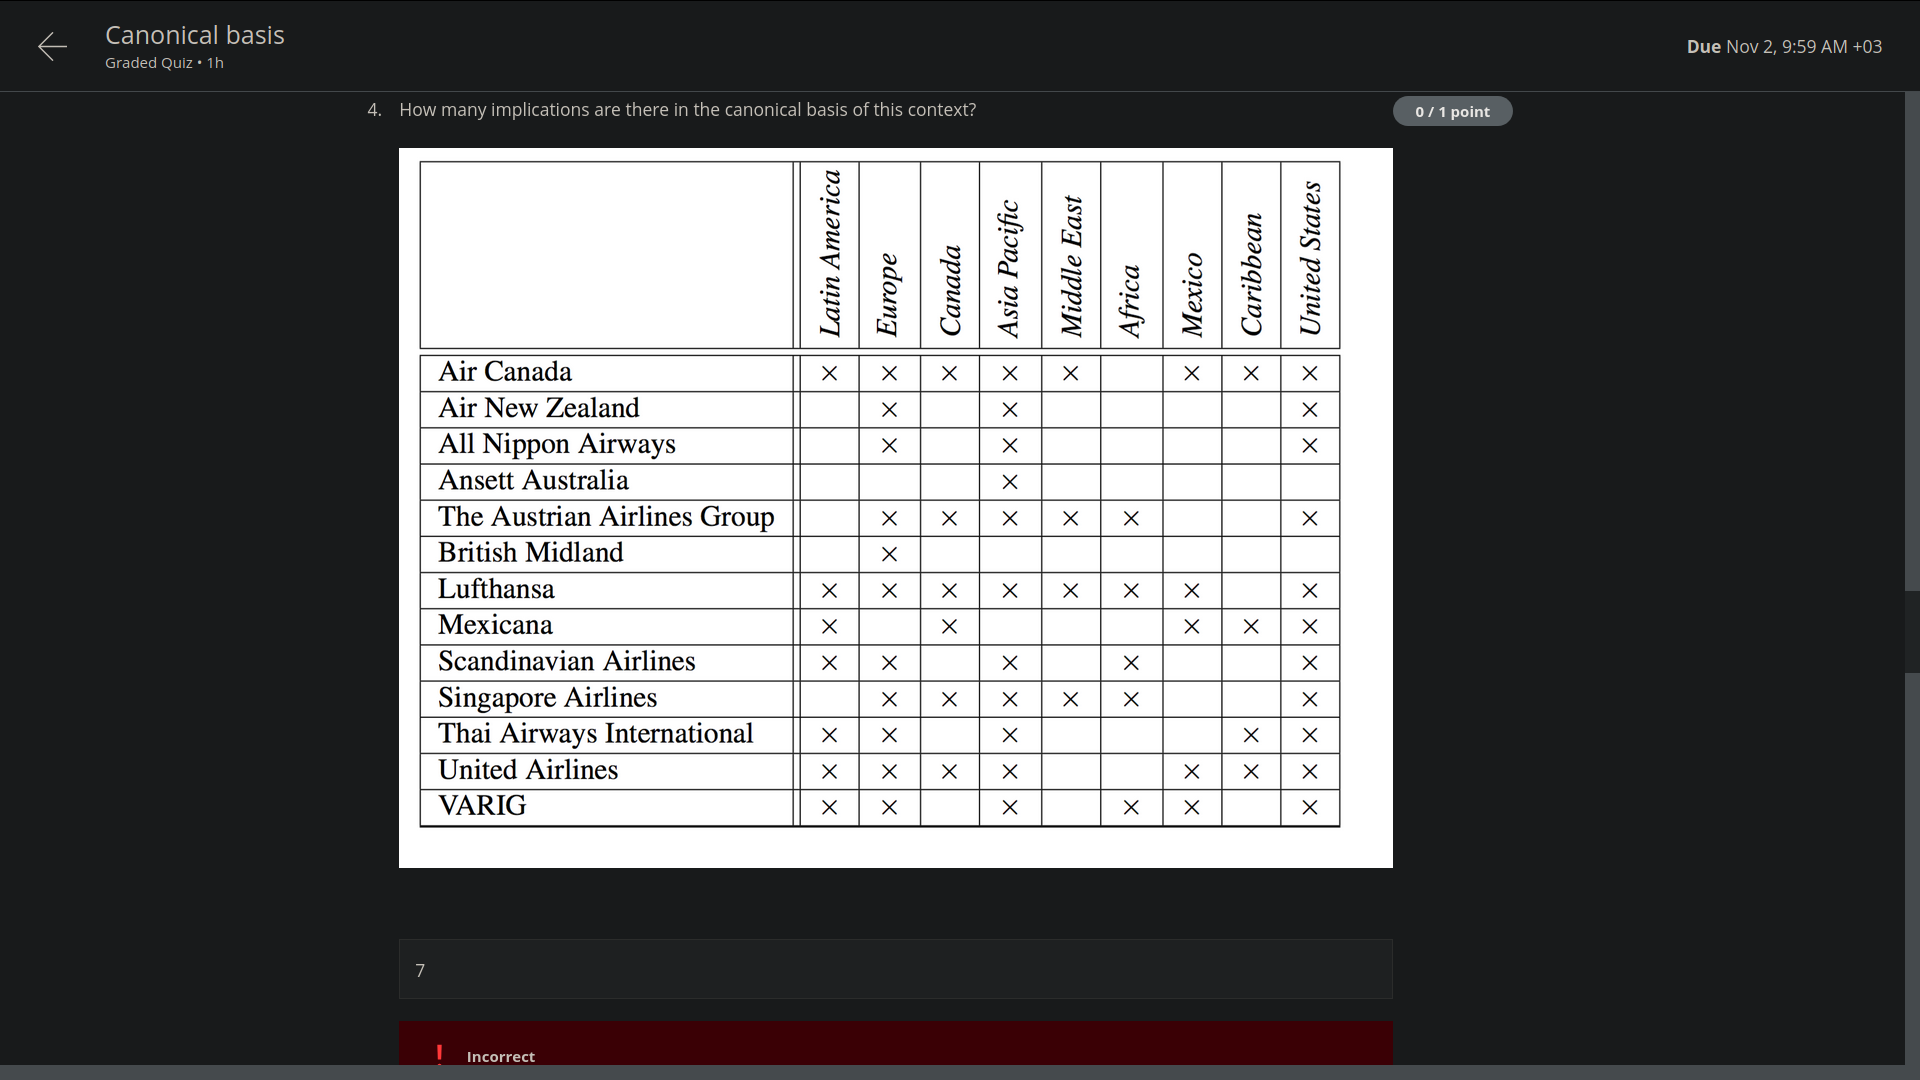 Canonical basis
Graded Quiz • 1h
Due Nov 2, 9:59 AM +03
4. How many implications are there in the canonical basis of this context?
0 / 1 point
Latin America Europe Canada Asia Pacific Middle East Africa Mexico Caribbean United States
Air Canada × × × × × × × ×
Air New Zealand × × ×
All Nippon Airways × × ×
Ansett Australia ×
The Austrian Airlines Group × × × × × ×
British Midland ×
Lufthansa × × × × × × × ×
Mexicana × × × × ×
Scandinavian Airlines × × × × ×
Singapore Airlines × × × × × ×
Thai Airways International × × × × ×
United Airlines × × × × × × ×
VARIG × × × × × ×
7
! Incorrect